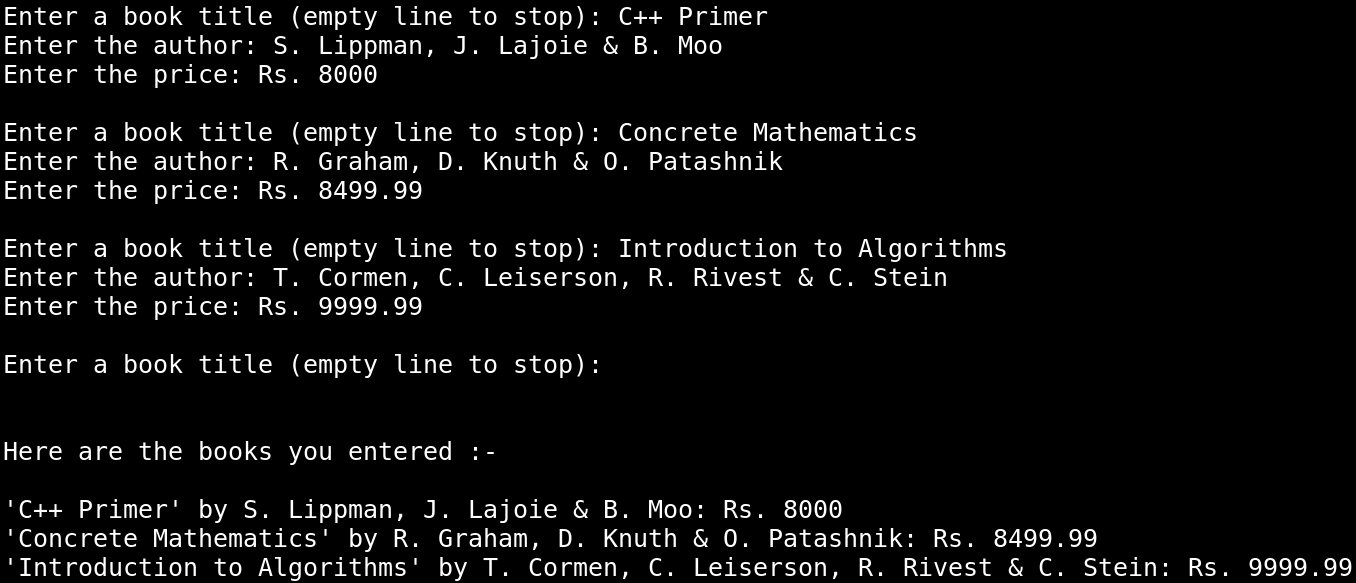 Enter a book title (empty line to stop): C++ Primer
Enter the author: S. Lippman, J. Lajoie & B. Moo
Enter the price: Rs. 8000
Enter a book title (empty line to stop): Concrete Mathematics
Enter the author: R. Graham, D. Knuth & O. Patashnik
Enter the price: Rs. 8499.99
Enter a book title (empty line to stop): Introduction to Algorithms
Enter the author: T. Cormen, C. Leiserson, R. Rivest & C. Stein
Enter the price: Rs. 9999.99
Enter a book title (empty line to stop):
Here are the books you entered :-
'C++ Primer' by S. Lippman, J. Lajoie & B. Moo: Rs. 8000
'Concrete Mathematics' by R. Graham, D. Knuth & O. Patashnik: Rs. 8499.99
'Introduction to Algorithms' by T. Cormen, C. Leiserson, R. Rivest & C. Stein: Rs. 9999.99